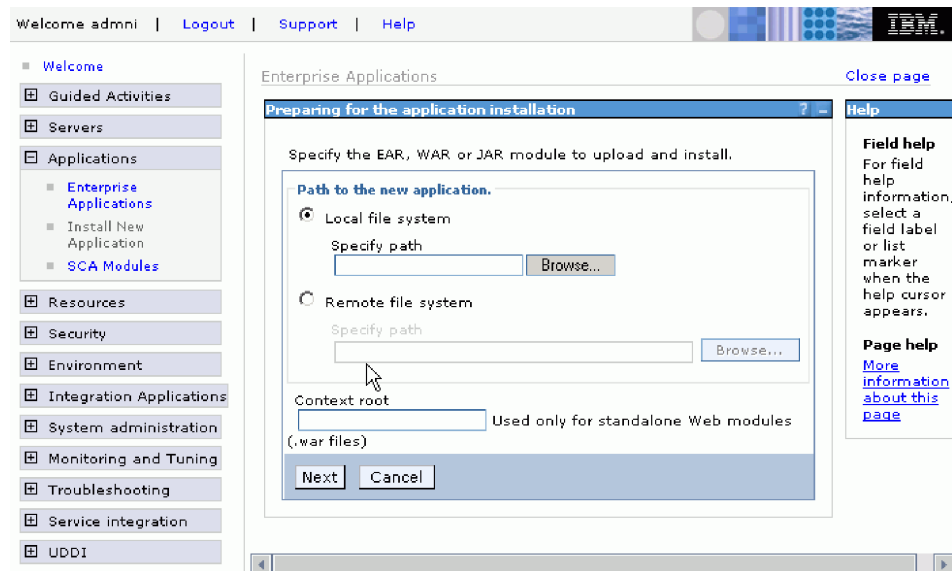 Welcome admni | Logout | Support | Help
IBM.
Welcome
Guided Activities
Servers
Applications
Enterprise
Applications
Install New
Application
SCA Modules
Resources
Security
Environment
Integration Applications
System administration
Monitoring and Tuning
Troubleshooting
Service integration
UDDI
Enterprise Applications
Close page
Preparing for the application installation ? -
Specify the EAR, WAR or JAR module to upload and install.
Path to the new application.
Local file system
Specify path
Browse...
Remote file system
Specify path
Browse...
Context root
Used only for standalone Web modules
(.war files)
Next Cancel
Help
Field help
For field
help
information,
select a
field label
or list
marker
when the
help cursor
appears.
Page help
More
information
about this
page